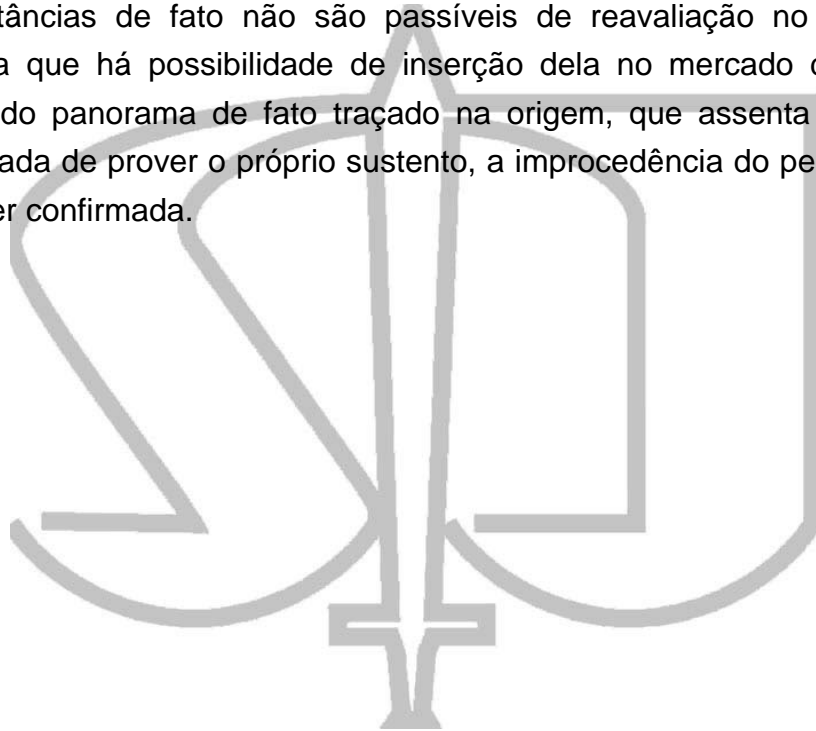 tâncias de fato não são passíveis de reavaliação no
a que há possibilidade de inserção dela no mercado
do panorama de fato traçado na origem, que assenta
ada de prover o próprio sustento, a improcedência do pe
er confirmada.